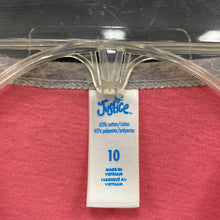 Justice
60% cotton/coton
40% polyester/polyester
10
MADE IN
VIETNAM
FABRIQUÉ AU
VIETNAM